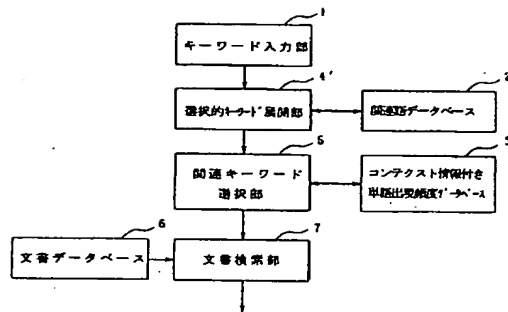 1
キーワード入力部
4'
選択的キーワード展開部
2
関連語データベース
5
関連キーワード
選択部
3
コンテクスト情報付き
単語出現頻度データベース
6
文書データベース
7
文書検索部